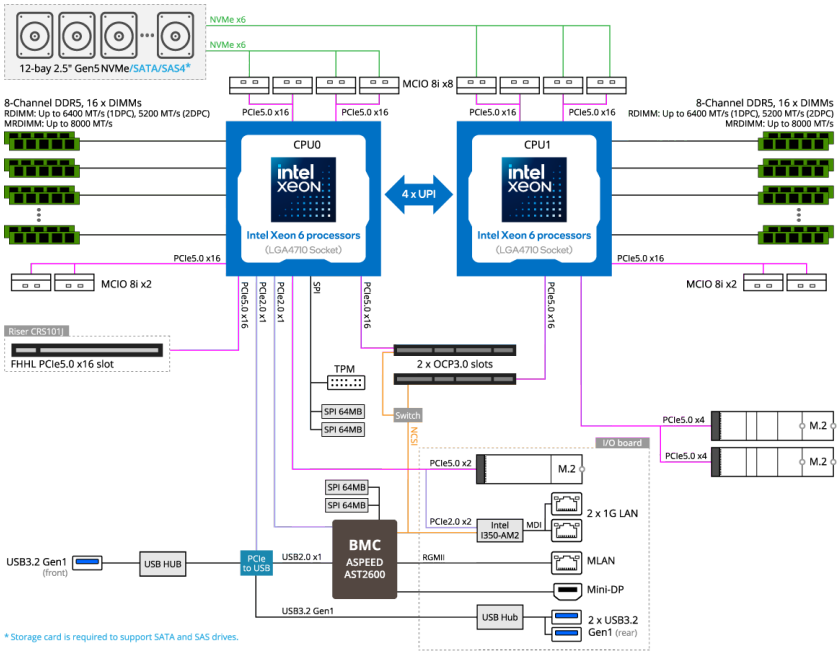 NVMe x6
NVMe x6
12-bay 2.5" Gen5 NVMe/SATA/SAS4*
MCIO 8i x8
8-Channel DDR5, 16 x DIMMs
RDIMM: Up to 6400 MT/s (1DPC), 5200 MT/s (2DPC)
MRDIMM: Up to 8000 MT/s
8-Channel DDR5, 16 x DIMMs
RDIMM: Up to 6400 MT/s (1DPC), 5200 MT/s (2DPC)
MRDIMM: Up to 8000 MT/s
PCIe5.0 x16
PCIe5.0 x16
PCIe5.0 x16
PCIe5.0 x16
CPU0
intel
XEON
Intel Xeon 6 processors
(LGA4710 Socket)
4 x UPI
CPU1
intel
XEON
Intel Xeon 6 processors
(LGA4710 Socket)
PCIe5.0 x16
MCIO 8i x2
PCIe5.0 x16
MCIO 8i x2
PCIe5.0 x16
PCIe2.0 x1
PCIe2.0 x1
SPI
PCIe5.0 x16
PCIe5.0 x16
Riser CRS101J
FHHL PCIe5.0 x16 slot
2 x OCP3.0 slots
TPM
SPI 64MB
SPI 64MB
Switch
NCSI
PCIe5.0 x4
M.2
PCIe5.0 x4
M.2
I/O board
PCIe5.0 x2
M.2
SPI 64MB
SPI 64MB
PCIe2.0 x2
Intel
I350-AM2
MDI
2 x 1G LAN
BMC
ASPEED
AST2600
RGMII
MLAN
Mini-DP
USB3.2 Gen1
(front)
USB HUB
PCIe
to USB
USB2.0 x1
USB3.2 Gen1
USB Hub
2 x USB3.2
Gen1 (rear)
* Storage card is required to support SATA and SAS drives.